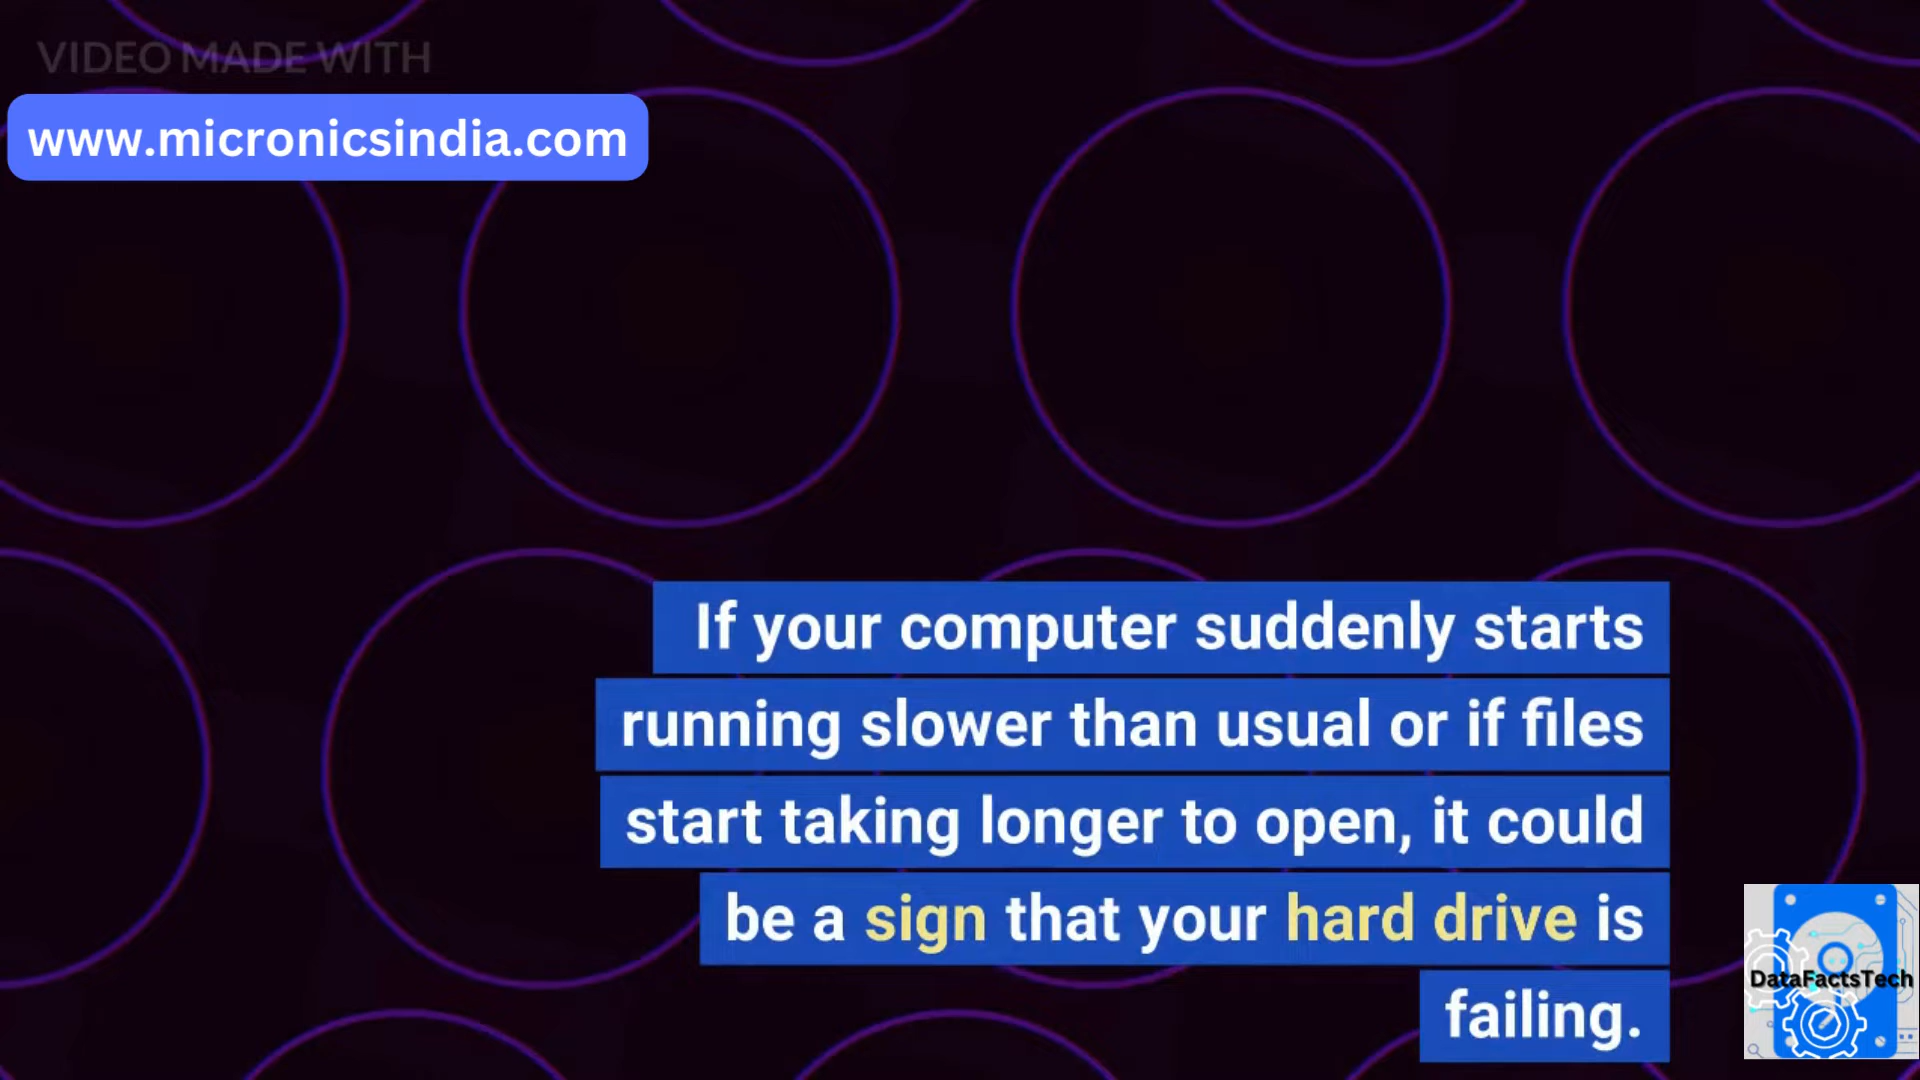 VIDEO MADE WITH
www.micronicsindia.com
If your computer suddenly starts
running slower than usual or if files
start taking longer to open, it could
be a sign that your hard drive is
failing.
DataFactsTech